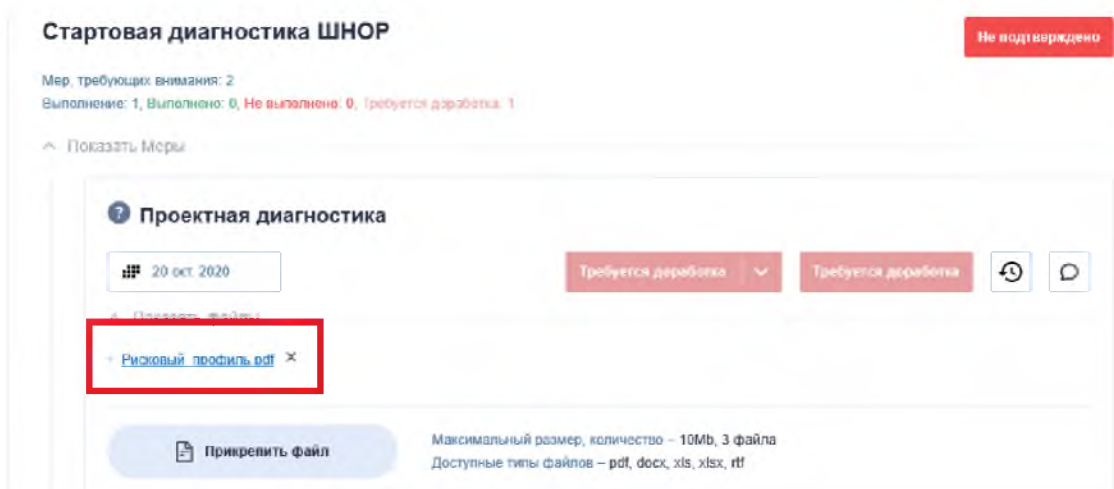 Стартовая диагностика ШНОР
Не подтверждено
Мер, требующих внимания: 2
Выполнение: 1, Выполнено: 0, Не выполнено: 0, Требуется доработка: 1
Показать Меры
Проектная диагностика
20 окт. 2020
Требуется доработка
Требуется доработка
Показать файлы
Рисковый_профиль.pdf
Прикрепить файл
Максимальный размер, количество – 10Mb, 3 файла
Доступные типы файлов – pdf, docx, xls, xlsx, rtf